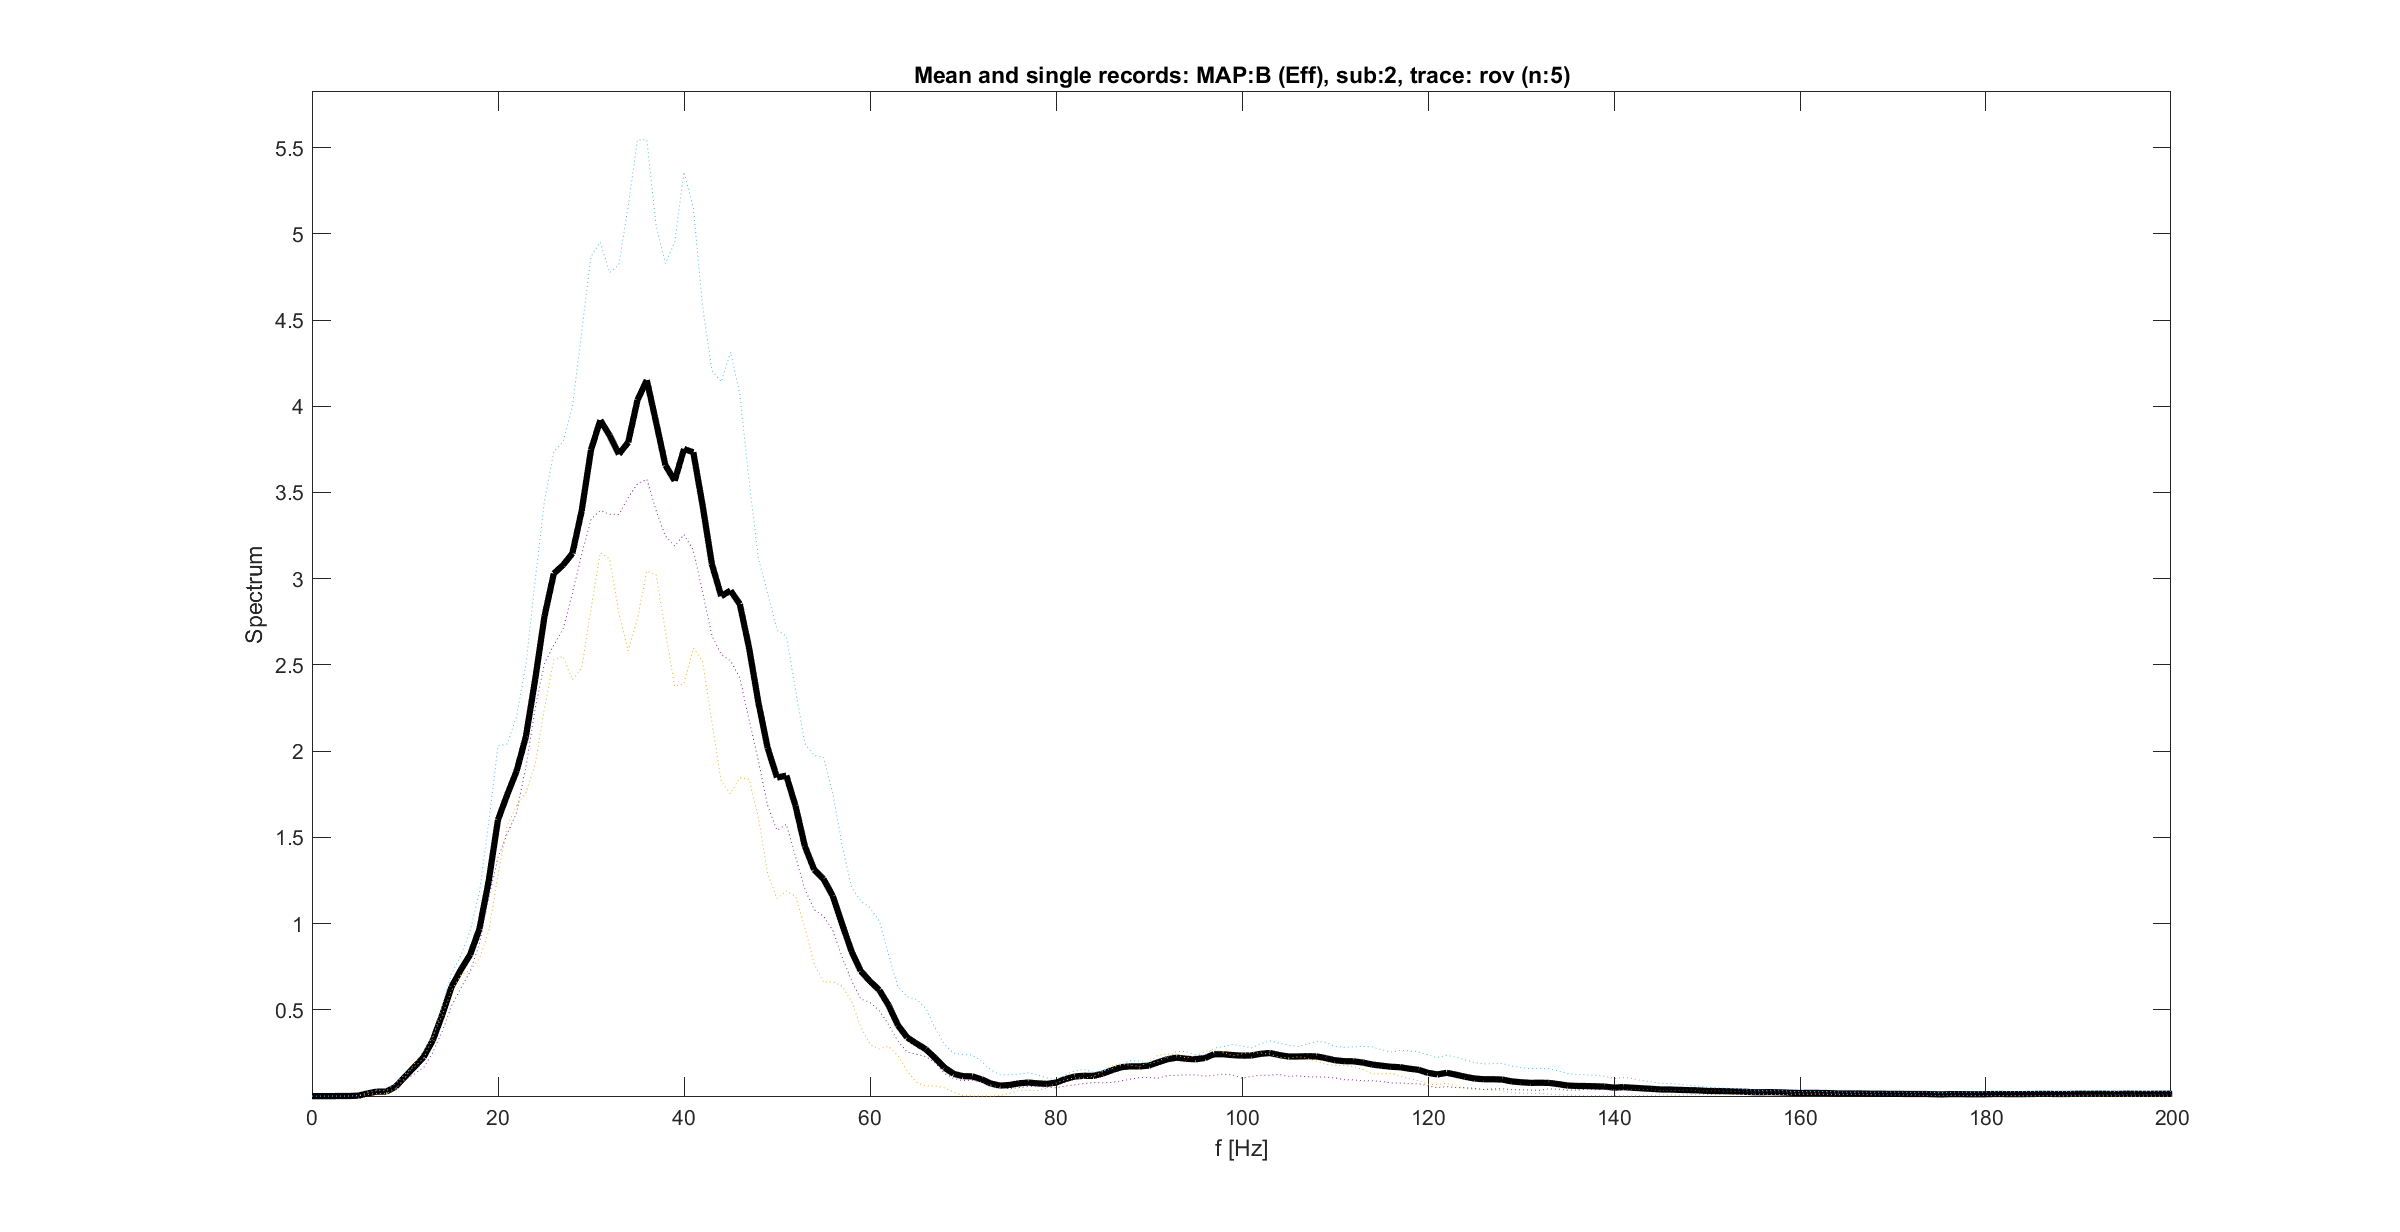 Mean and single records: MAP:B (Eff), sub:2, trace: rov (n:5)
5.5
5
4.5
4
3.5
3
2.5
2
1.5
1
0.5
Spectrum
0 20 40 60 80 100 120 140 160 180 200
f [Hz]